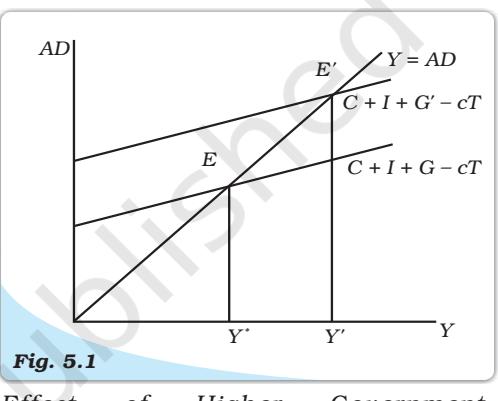 AD
E′
Y = AD
C + I + G′ – cT
E
C + I + G – cT
Y*
Y′
Y
Fig. 5.1
Effect of Higher Government